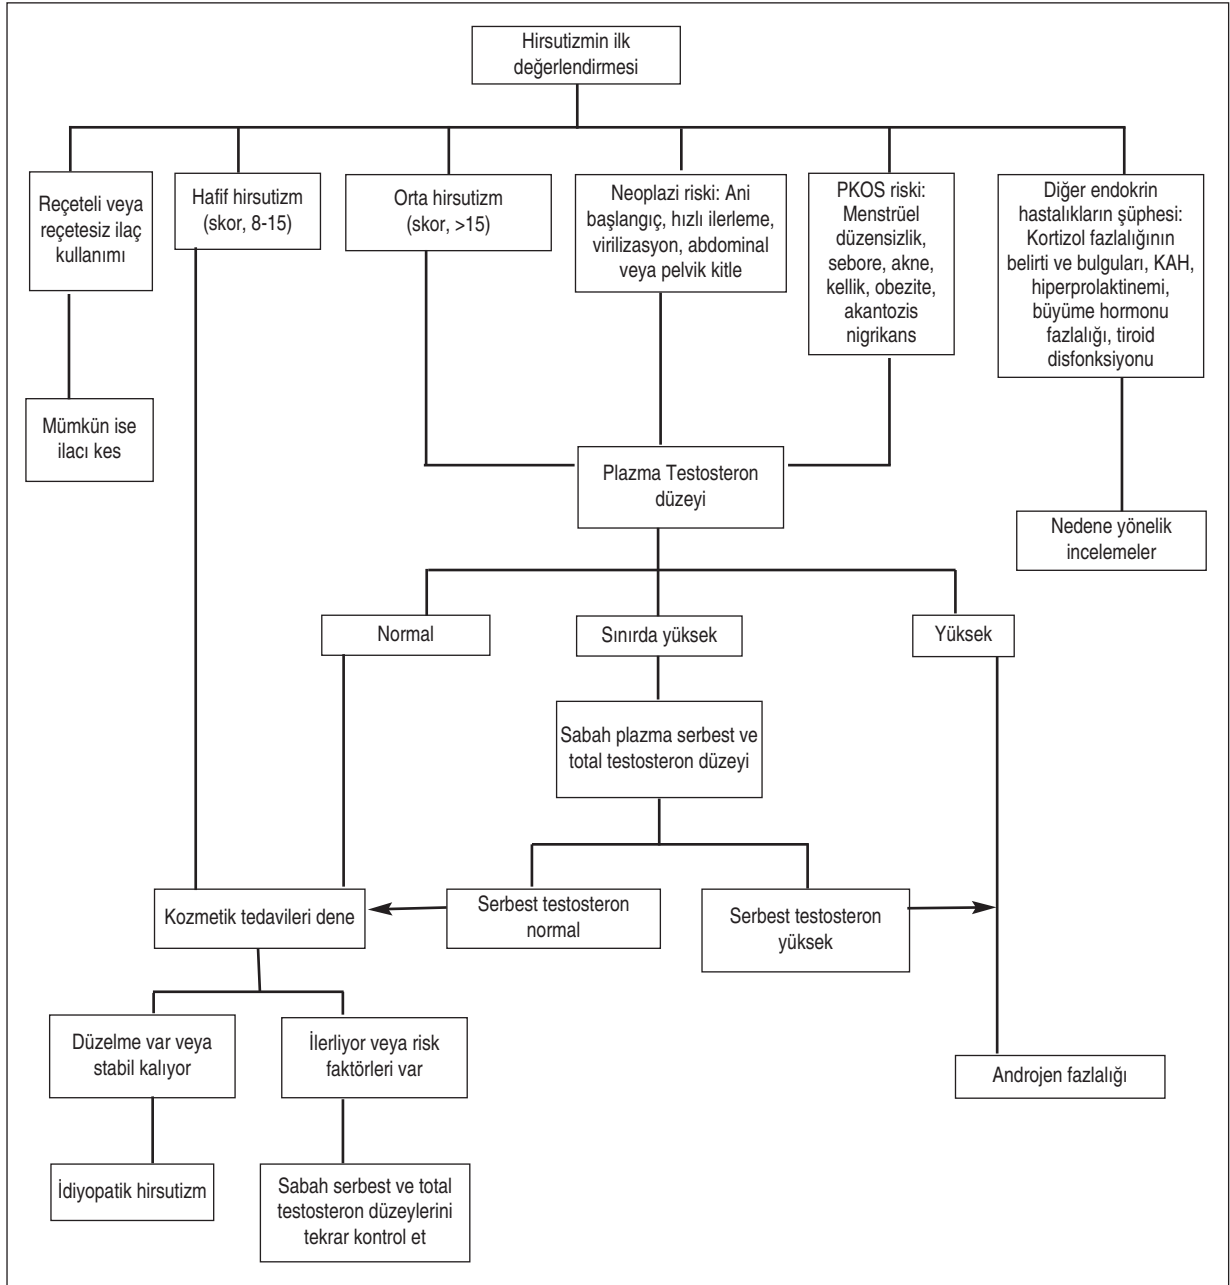 Hirsutizmin ilk
değerlendirmesi
Reçeteli veya
reçetesiz ilaç
kullanımı
Hafif hirsutizm
(skor, 8-15)
Orta hirsutizm
(skor, >15)
Neoplazi riski: Ani
başlangıç, hızlı ilerleme,
virilizasyon, abdominal
veya pelvik kitle
PKOS riski:
Menstrüel
düzensizlik,
sebore, akne,
kellik, obezite,
akantozis
nigrikans
Diğer endokrin
hastalıkların şüphesi:
Kortizol fazlalığının
belirti ve bulguları, KAH,
hiperprolaktinemi,
büyüme hormonu
fazlalığı, tiroid
disfonksiyonu
Mümkün ise
ilacı kes
Plazma Testosteron
düzeyi
Nedene yönelik
incelemeler
Normal
Sınırda yüksek
Yüksek
Sabah plazma serbest ve
total testosteron düzeyi
Kozmetik tedavileri dene
Serbest testosteron
normal
Serbest testosteron
yüksek
Düzelme var veya
stabil kalıyor
İlerliyor veya risk
faktörleri var
Androjen fazlalığı
İdiyopatik hirsutizm
Sabah serbest ve total
testosteron düzeylerini
tekrar kontrol et